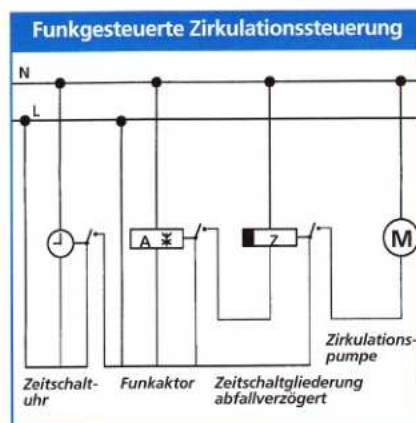 Funkgesteuerte Zirkulationssteuerung
N
L
A
Z
M
Zirkulations-
pumpe
Zeitschalt-
uhr
Funkaktor
Zeitschaltgliederung
abfallverzögert